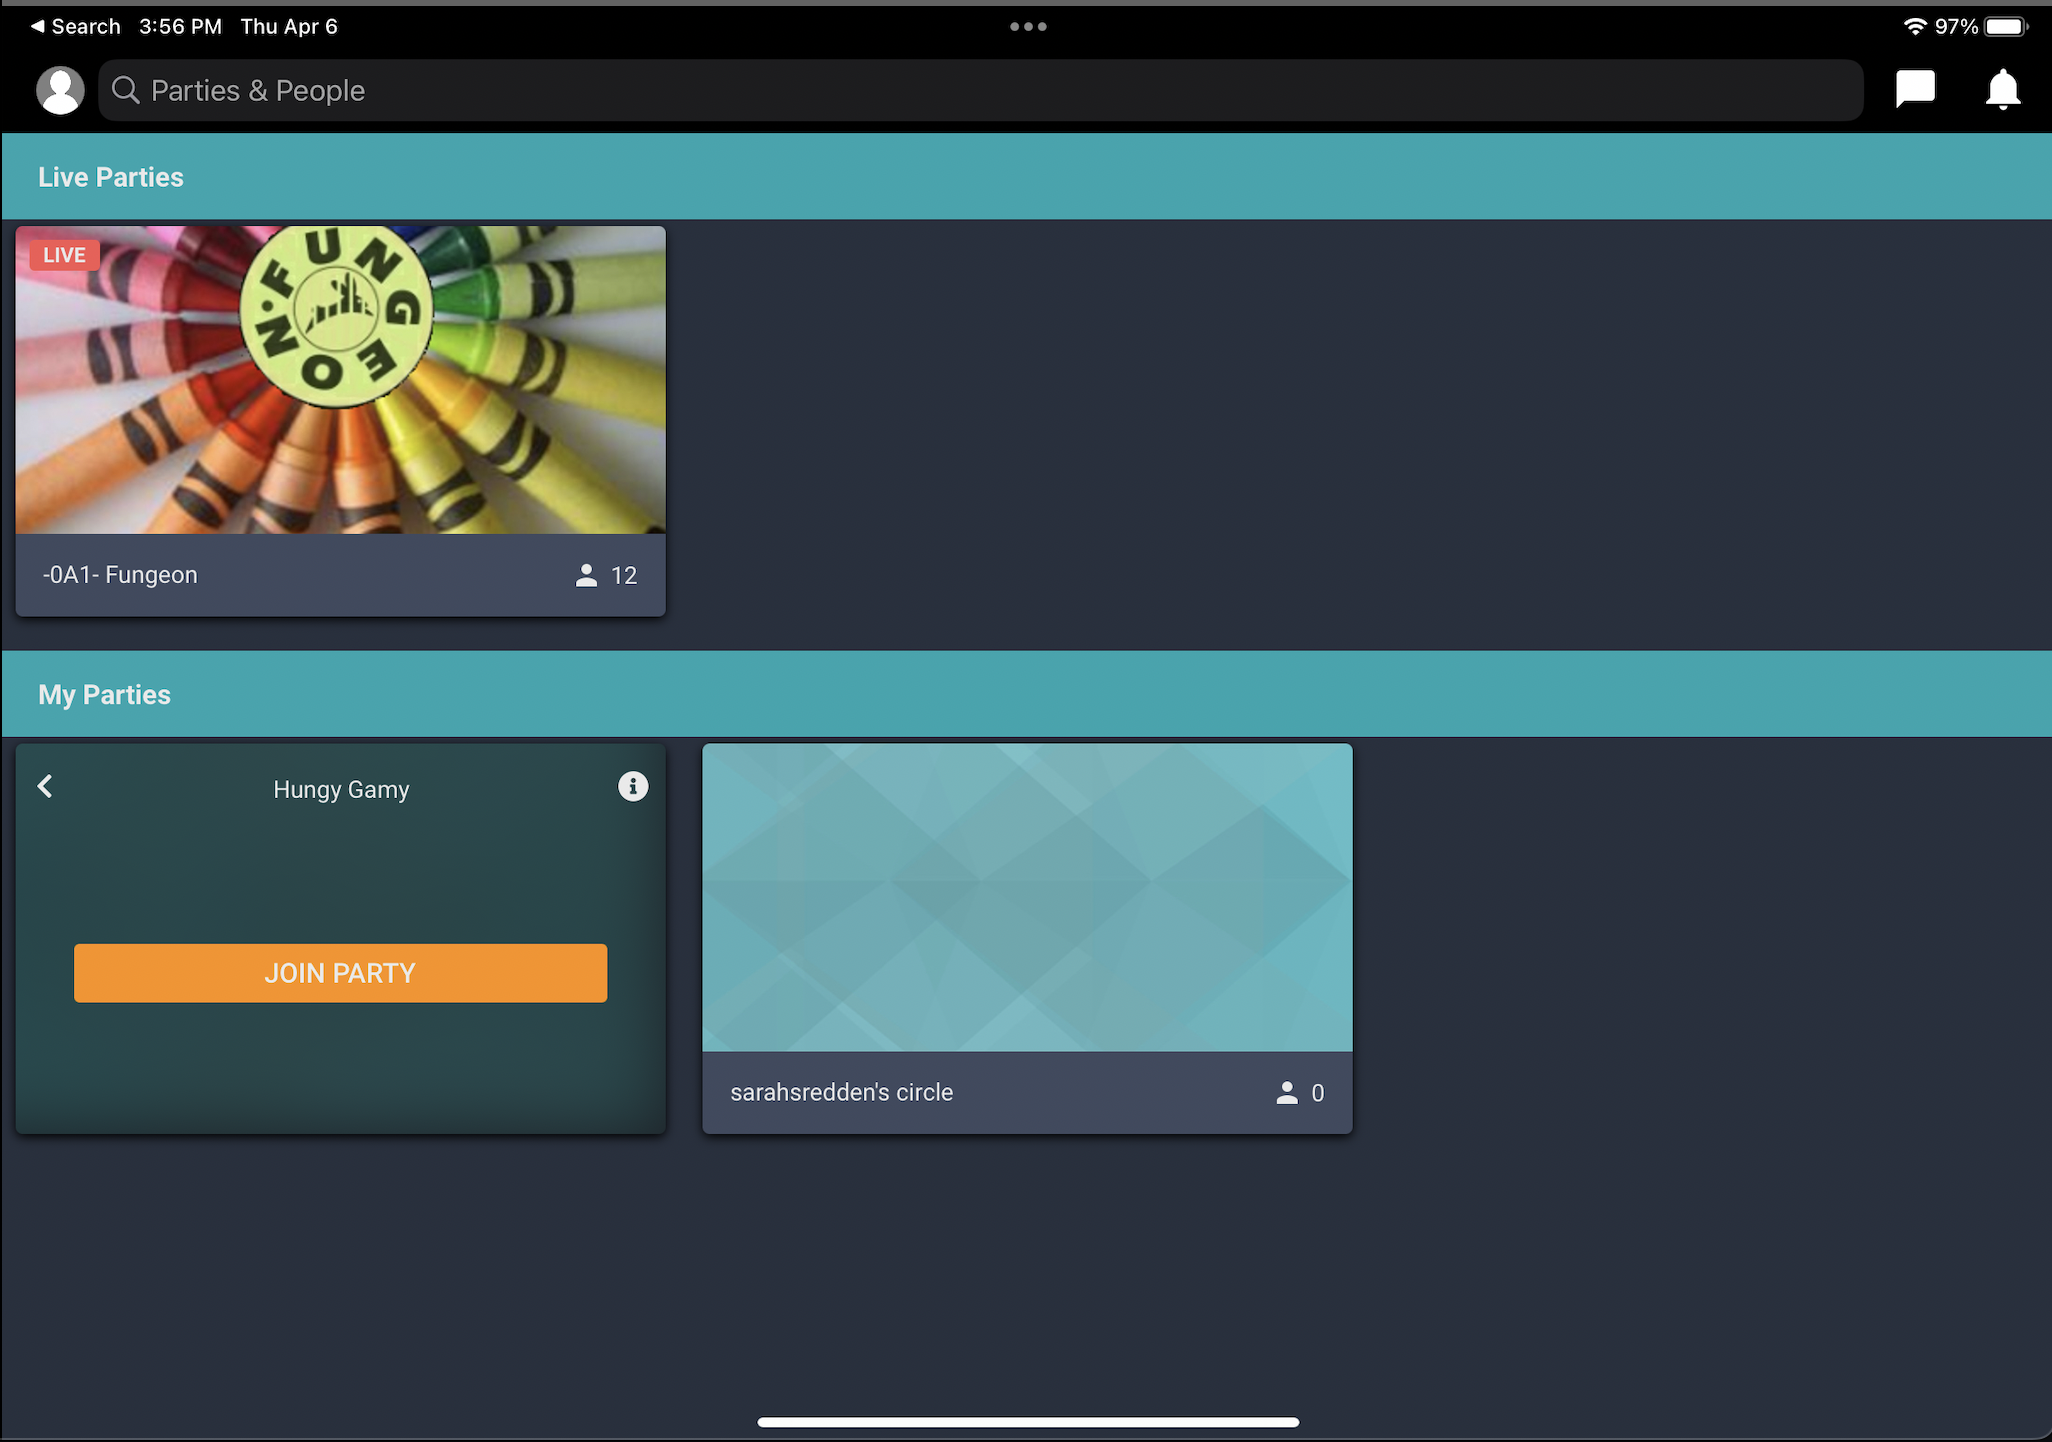 Search 3:56 PM Thu Apr 6 97%
Parties & People
Live Parties
LIVE
FUNGEON
-0A1- Fungeon 12
My Parties
Hungy Gamy
JOIN PARTY
sarahsredden's circle 0